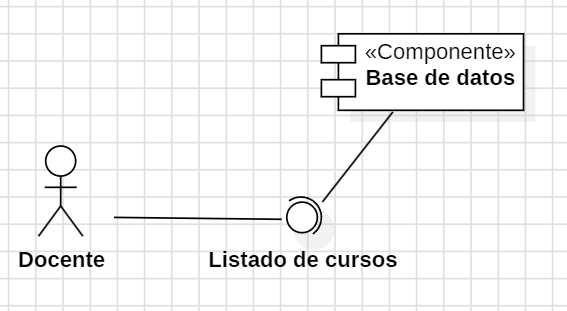 «Componente»
Base de datos
Docente
Listado de cursos